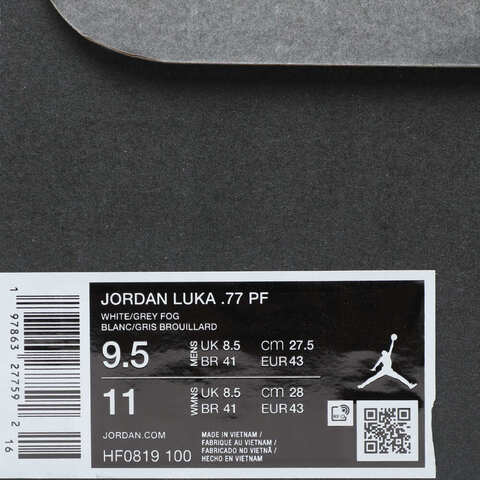 JORDAN LUKA .77 PF
WHITE/GREY FOG
BLANC/GRIS BROUILLARD
9.5 MENS UK 8.5 cm 27.5
BR 41 EUR 43
11 WMNS UK 8.5 cm 28
BR 41 EUR 43
JORDAN.COM
HF0819 100
MADE IN VIETNAM /
FABRIQUE AU VIETNAM /
FABRICADO NO VIETNÃ /
HECHO EN VIETNAM
1 97863 27759 2 16